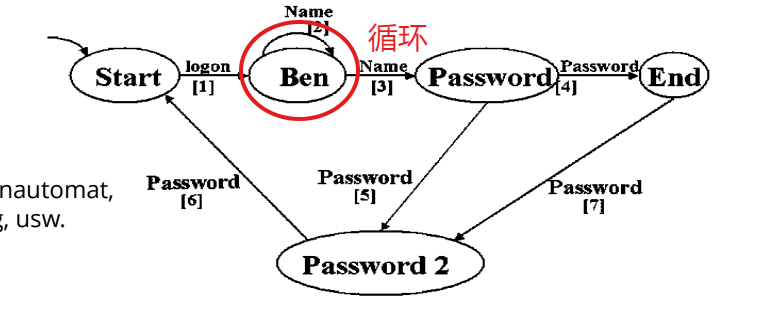 Name
[2]
循环
logon
[1]
Name
[3]
Password
[4]
Start
Ben
Password
End
Password
[6]
Password
[5]
Password
[7]
nautomat,
g, usw.
Password 2